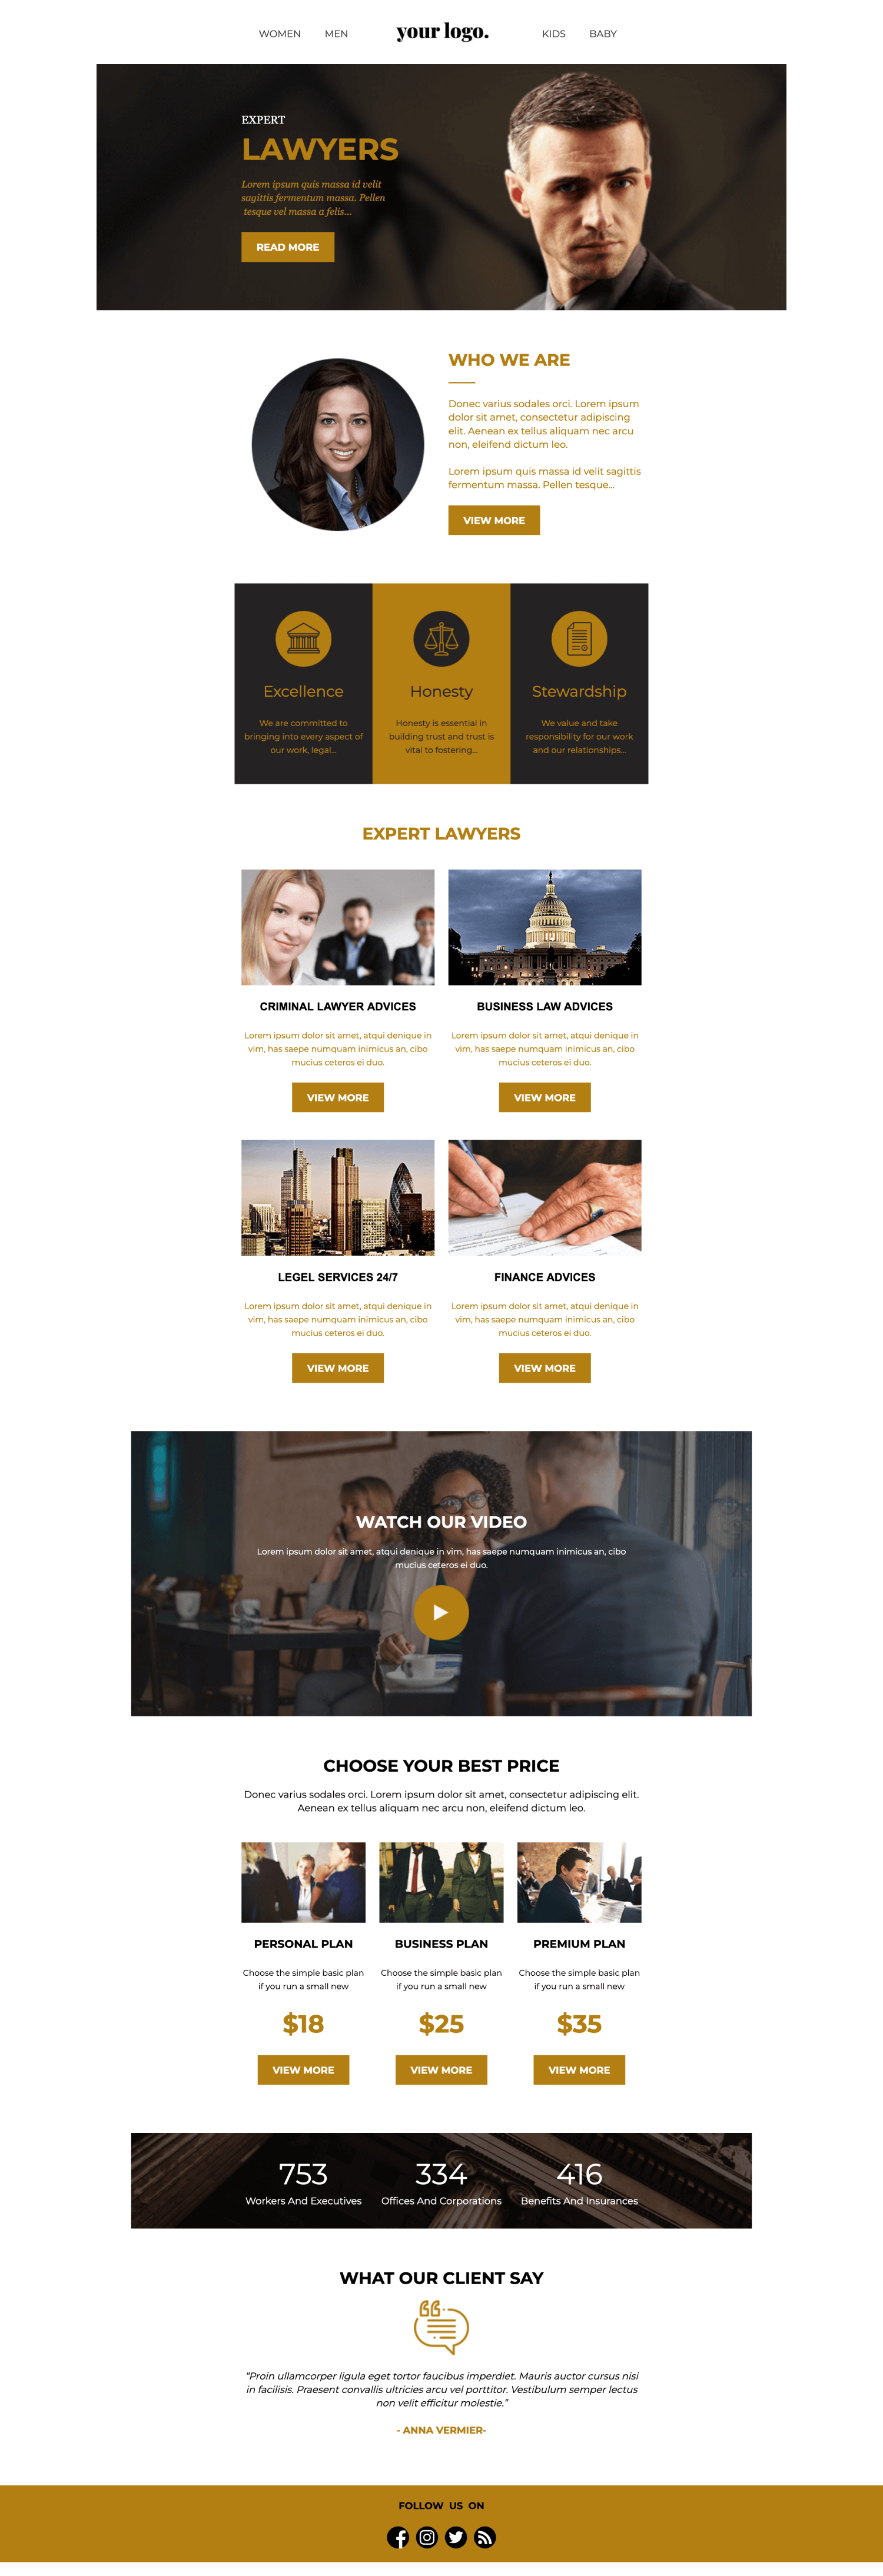 WOMEN MEN your logo. KIDS BABY
EXPERT
LAWYERS
Lorem ipsum quis massa id velit
sagittis fermentum massa. Pellen
tesque vel massa a felis...
READ MORE
WHO WE ARE
Donec varius sodales orci. Lorem ipsum
dolor sit amet, consectetur adipiscing
elit. Aenean ex tellus aliquam nec arcu
non, eleifend dictum leo.
Lorem ipsum quis massa id velit sagittis
fermentum massa. Pellen tesque...
VIEW MORE
Excellence
We are committed to
bringing into every aspect of
our work, legal...
Honesty
Honesty is essential in
building trust and trust is
vital to fostering...
Stewardship
We value and take
responsibility for our work
and our relationships...
EXPERT LAWYERS
CRIMINAL LAWYER ADVICES
Lorem ipsum dolor sit amet, atqui denique in
vim, has saepe numquam inimicus an, cibo
mucius ceteros ei duo.
VIEW MORE
BUSINESS LAW ADVICES
Lorem ipsum dolor sit amet, atqui denique in
vim, has saepe numquam inimicus an, cibo
mucius ceteros ei duo.
VIEW MORE
LEGEL SERVICES 24/7
Lorem ipsum dolor sit amet, atqui denique in
vim, has saepe numquam inimicus an, cibo
mucius ceteros ei duo.
VIEW MORE
FINANCE ADVICES
Lorem ipsum dolor sit amet, atqui denique in
vim, has saepe numquam inimicus an, cibo
mucius ceteros ei duo.
VIEW MORE
WATCH OUR VIDEO
Lorem ipsum dolor sit amet, atqui denique in vim, has saepe numquam inimicus an, cibo
mucius ceteros ei duo.
CHOOSE YOUR BEST PRICE
Donec varius sodales orci. Lorem ipsum dolor sit amet, consectetur adipiscing elit.
Aenean ex tellus aliquam nec arcu non, eleifend dictum leo.
PERSONAL PLAN
Choose the simple basic plan
if you run a small new
$18
VIEW MORE
BUSINESS PLAN
Choose the simple basic plan
if you run a small new
$25
VIEW MORE
PREMIUM PLAN
Choose the simple basic plan
if you run a small new
$35
VIEW MORE
753
Workers And Executives
334
Offices And Corporations
416
Benefits And Insurances
WHAT OUR CLIENT SAY
“Proin ullamcorper ligula eget tortor faucibus imperdiet. Mauris auctor cursus nisi
in facilisis. Praesent convallis ultricies arcu vel porttitor. Vestibulum semper lectus
non velit efficitur molestie.”
- ANNA VERMIER-
FOLLOW US ON